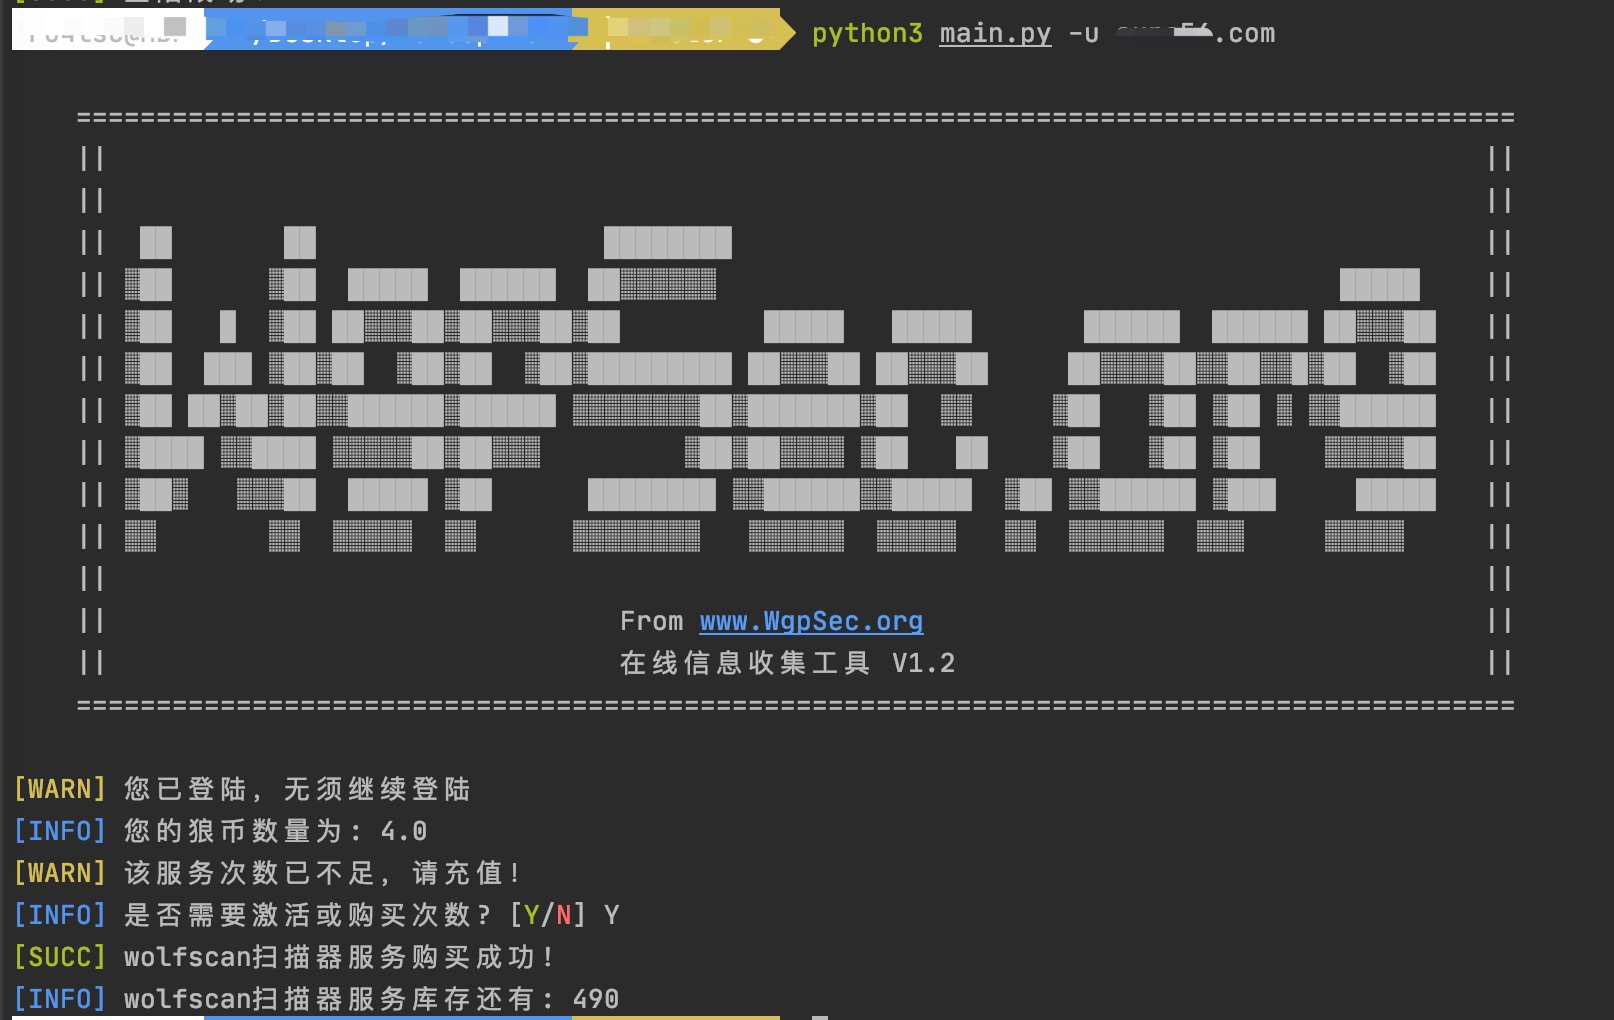 python3 main.py -u .com
===========================================================================================
From www.WgpSec.org
在线信息收集工具 V1.2
===========================================================================================
[WARN] 您已登陆, 无须继续登陆
[INFO] 您的狼币数量为: 4.0
[WARN] 该服务次数已不足, 请充值!
[INFO] 是否需要激活或购买次数? [Y/N] Y
[SUCC] wolfscan扫描器服务购买成功!
[INFO] wolfscan扫描器服务库存还有: 490